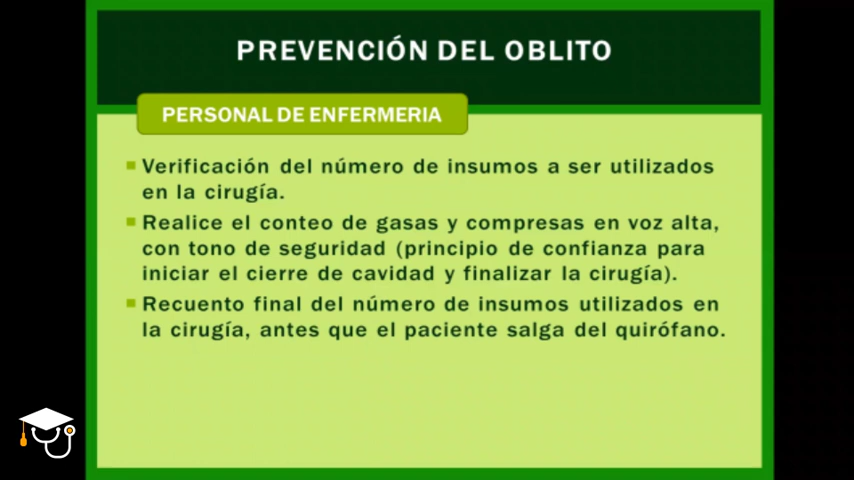 PREVENCIÓN DEL OBLITO
PERSONAL DE ENFERMERIA
Verificación del número de insumos a ser utilizados
en la cirugía.
Realice el conteo de gasas y compresas en voz alta,
con tono de seguridad (principio de confianza para
iniciar el cierre de cavidad y finalizar la cirugía).
Recuento final del número de insumos utilizados en
la cirugía, antes que el paciente salga del quirófano.